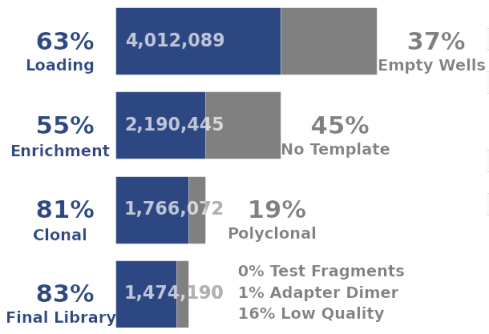 63% 4,012,089 37%
Loading Empty Wells
55% 2,190,445 45%
Enrichment No Template
81% 1,766,072 19%
Clonal Polyclonal
83% 1,474,190 0% Test Fragments
1% Adapter Dimer
Final Library 16% Low Quality